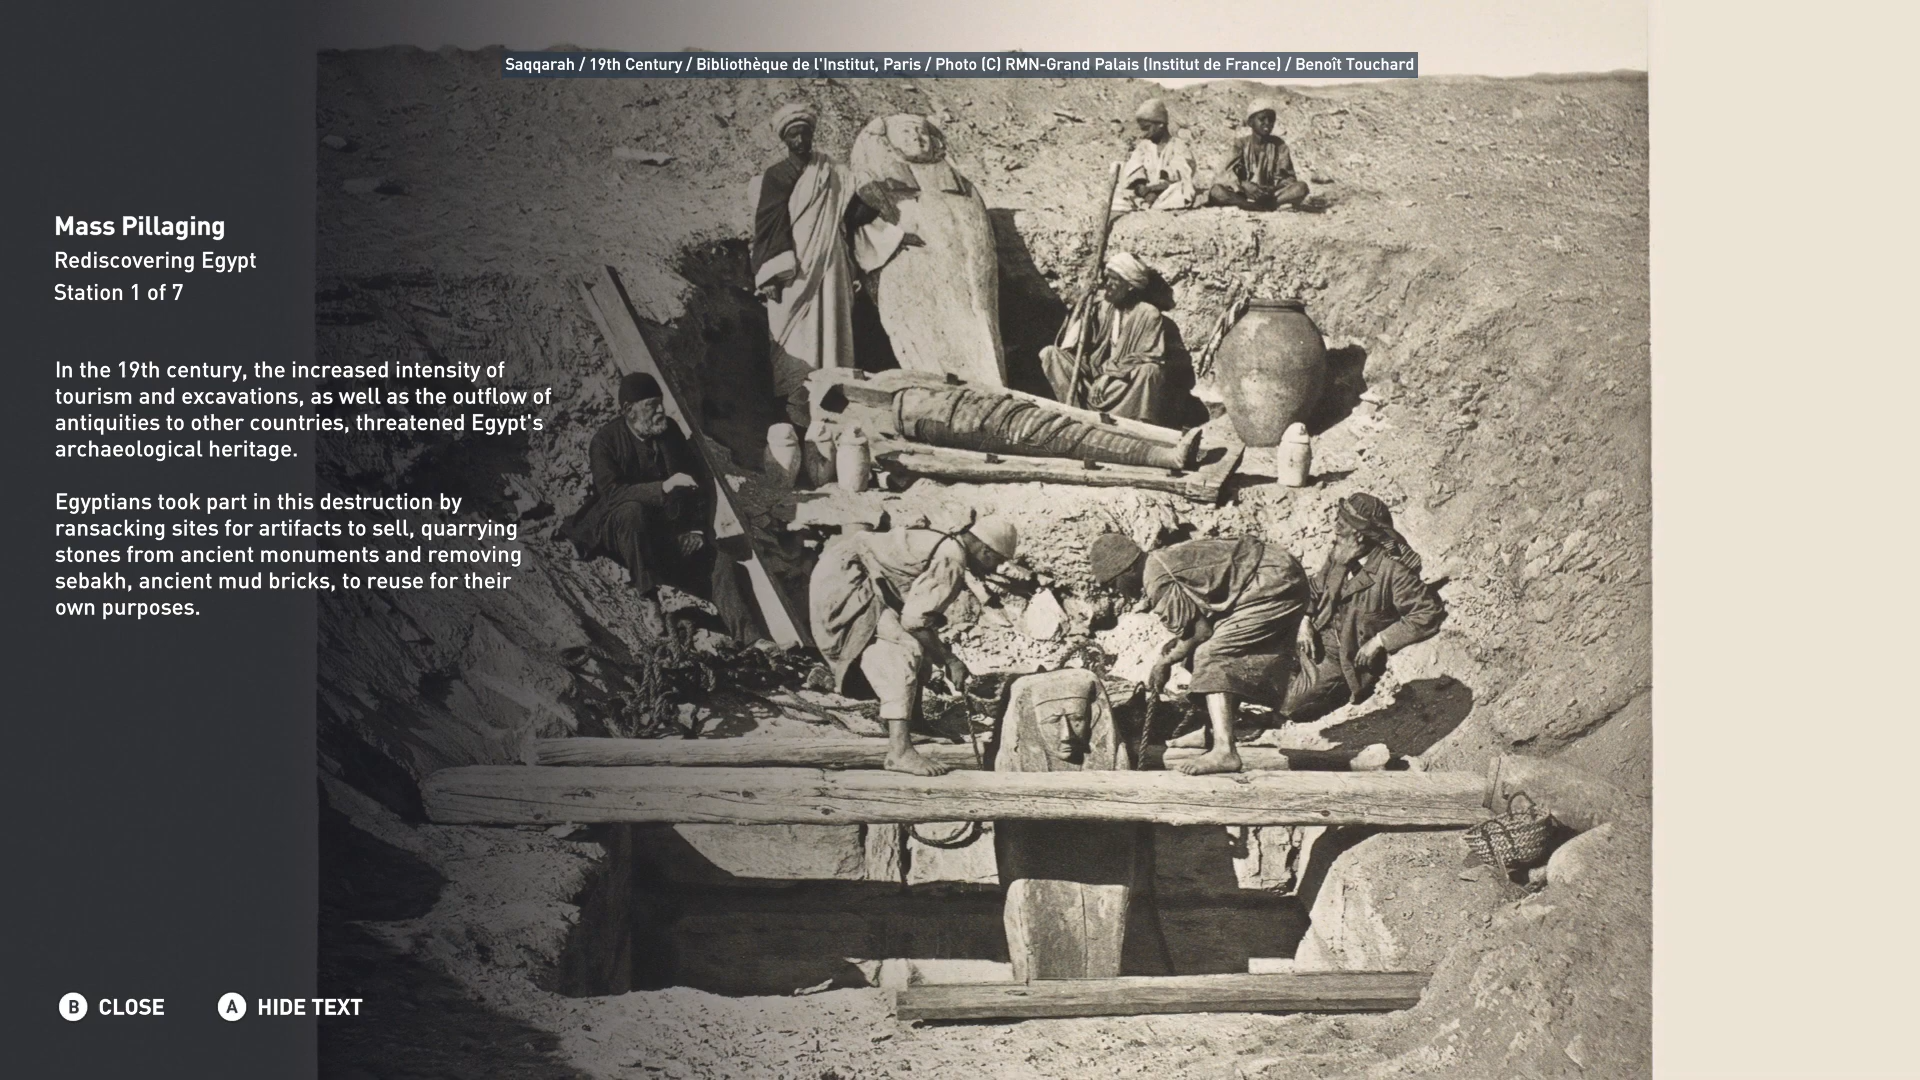 Saqqarah / 19th Century / Bibliothèque de l'Institut, Paris / Photo (C) RMN-Grand Palais (Institut de France) / Benoît Touchard
Mass Pillaging
Rediscovering Egypt
Station 1 of 7
In the 19th century, the increased intensity of
tourism and excavations, as well as the outflow of
antiquities to other countries, threatened Egypt's
archaeological heritage.
Egyptians took part in this destruction by
ransacking sites for artifacts to sell, quarrying
stones from ancient monuments and removing
sebakh, ancient mud bricks, to reuse for their
own purposes.
B CLOSE A HIDE TEXT